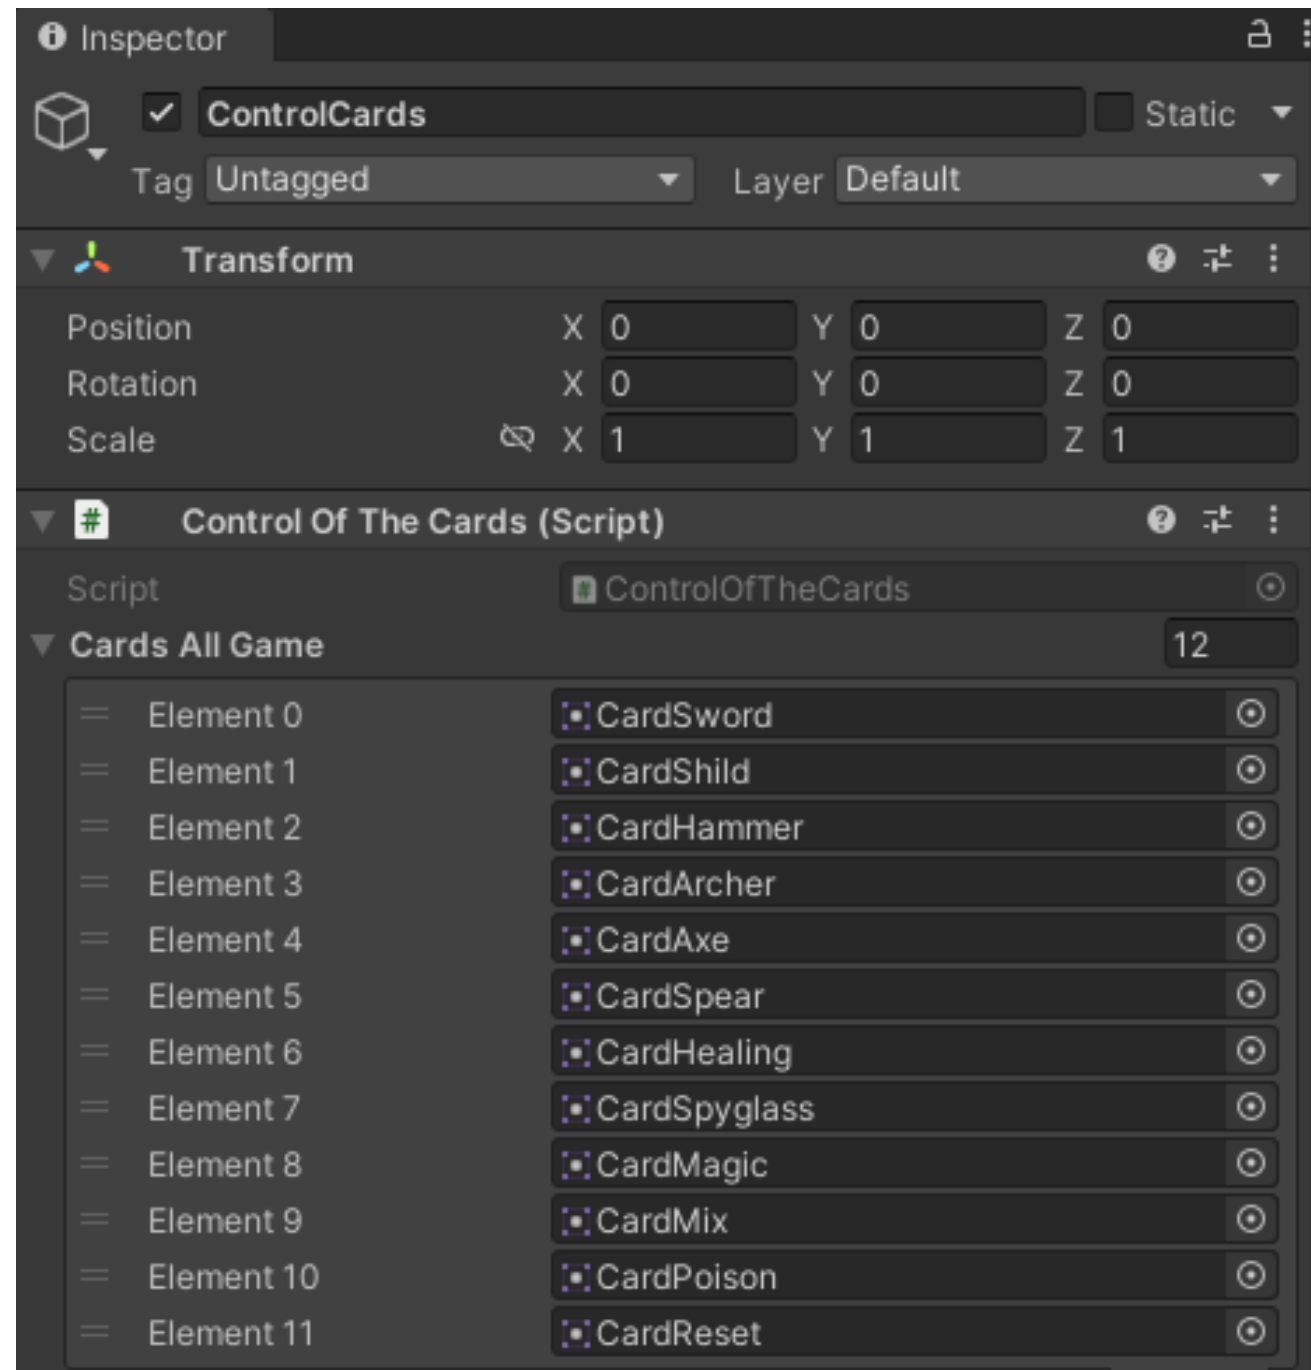 Inspector
ControlCards Static
Tag Untagged Layer Default
Transform
Position X 0 Y 0 Z 0
Rotation X 0 Y 0 Z 0
Scale X 1 Y 1 Z 1
# Control Of The Cards (Script)
Script # ControlOfTheCards
Cards All Game 12
Element 0 CardSword
Element 1 CardShild
Element 2 CardHammer
Element 3 CardArcher
Element 4 CardAxe
Element 5 CardSpear
Element 6 CardHealing
Element 7 CardSpyglass
Element 8 CardMagic
Element 9 CardMix
Element 10 CardPoison
Element 11 CardReset